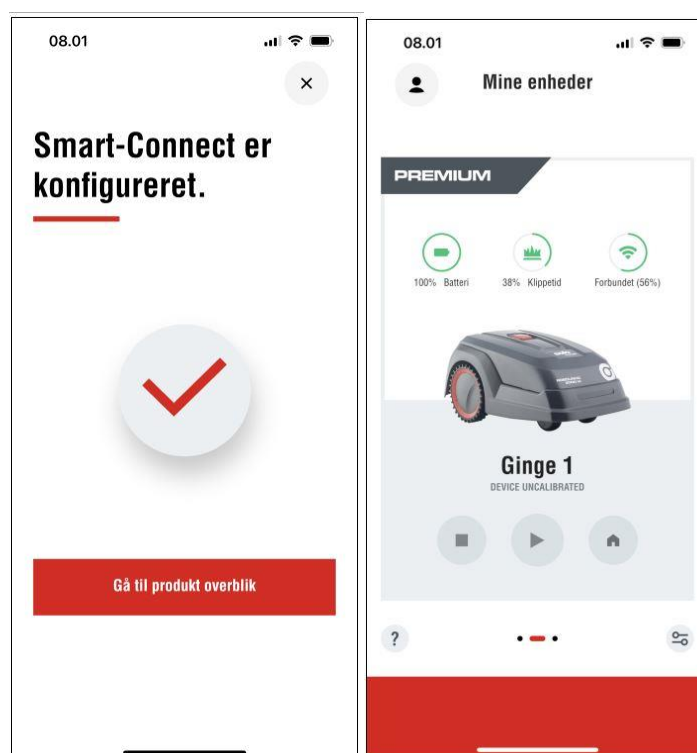 08.01
Smart-Connect er
konfigureret.
Gå til produkt overblik
08.01
Mine enheder
PREMIUM
100% Batteri
38% Klippetid
Forbundet (56%)
Ginge 1
DEVICE UNCALIBRATED
?